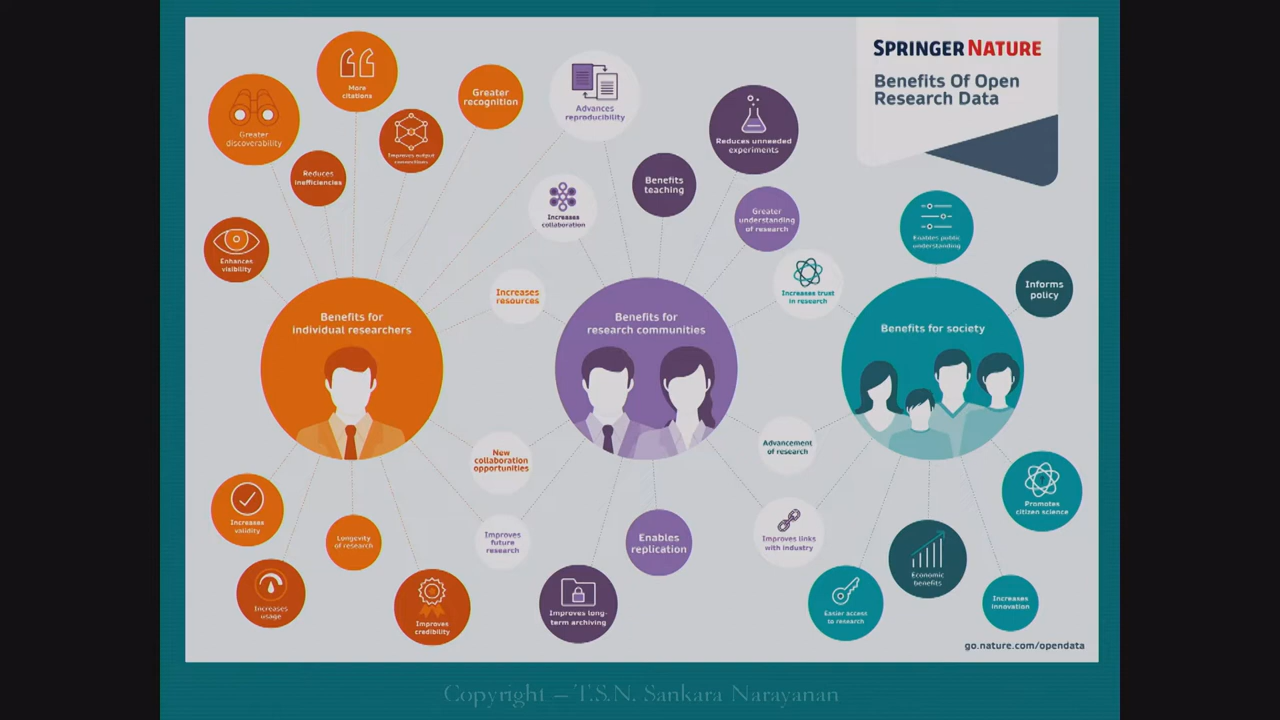 SPRINGER NATURE
Benefits Of Open
Research Data
More
citations
Greater
discoverability
Greater
recognition
Improves output
connections
Reduces
inefficiencies
Enhances
visibility
Advances
reproducibility
Reduces unneeded
experiments
Benefits
teaching
Increases
collaboration
Greater
understanding
of research
Enables public
understanding
Increases trust
in research
Informs
policy
Increases
resources
Benefits for
individual researchers
Benefits for
research communities
Benefits for society
New
collaboration
opportunities
Advancement
of research
Increases
validity
Longevity
of research
Improves
future
research
Enables
replication
Improves links
with industry
Promotes
citizen science
Increases
usage
Improves
credibility
Improves long-
term archiving
Easier access
to research
Economic
benefits
Increases
innovation
go.nature.com/opendata
Copyright – T.S.N. Sankara Narayanan